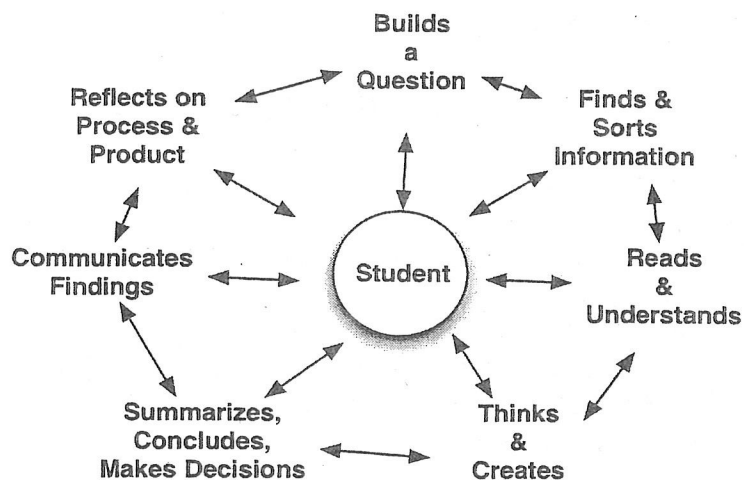 Builds
a
Question
Finds &
Sorts
Information
Reads
&
Understands
Thinks
&
Creates
Summarizes,
Concludes,
Makes Decisions
Communicates
Findings
Reflects on
Process &
Product
Student